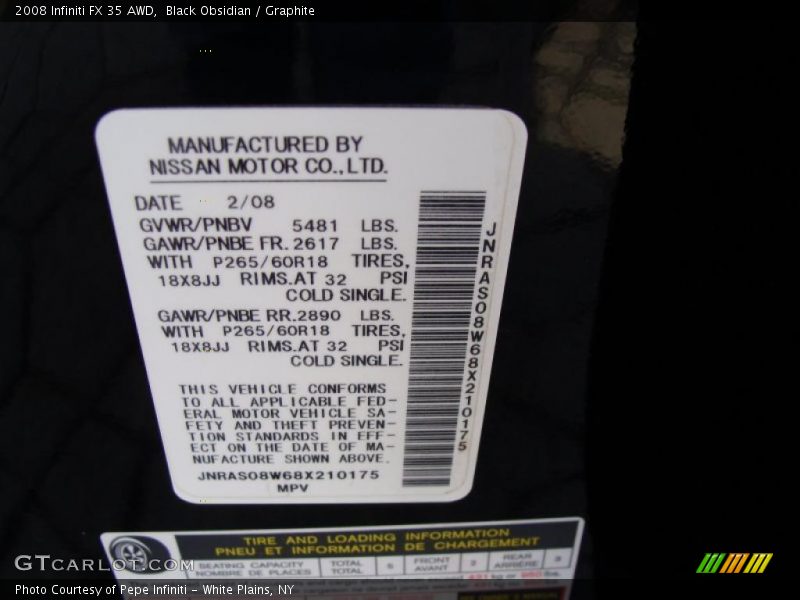 2008 Infiniti FX 35 AWD,  Black Obsidian / Graphite
MANUFACTURED BY
NISSAN MOTOR CO.,LTD.
DATE 2/08
GVWR/PNBV 5481 LBS.
GAWR/PNBE FR. 2617 LBS.
WITH P265/60R18 TIRES,
18X8JJ RIMS.AT 32 PSI
COLD SINGLE.
GAWR/PNBE RR.2890 LBS.
WITH P265/60R18 TIRES,
18X8JJ RIMS.AT 32 PSI
COLD SINGLE.
THIS VEHICLE CONFORMS
TO ALL APPLICABLE FED-
ERAL MOTOR VEHICLE SA-
FETY AND THEFT PREVEN-
TION STANDARDS IN EFF-
ECT ON THE DATE OF MA-
NUFACTURE SHOWN ABOVE.
JNRAS08W68X210175
MPV
JNRAS08W68X210175
TIRE AND LOADING INFORMATION
PNEU ET INFORMATION DE CHARGEMENT
SEATING CAPACITY TOTAL 5 FRONT 2 REAR 3
NOMBRE DE PLACES TOTAL AVANT ARRIÈRE
GTCARLOT.COM
Photo Courtesy of Pepe Infiniti - White Plains, NY